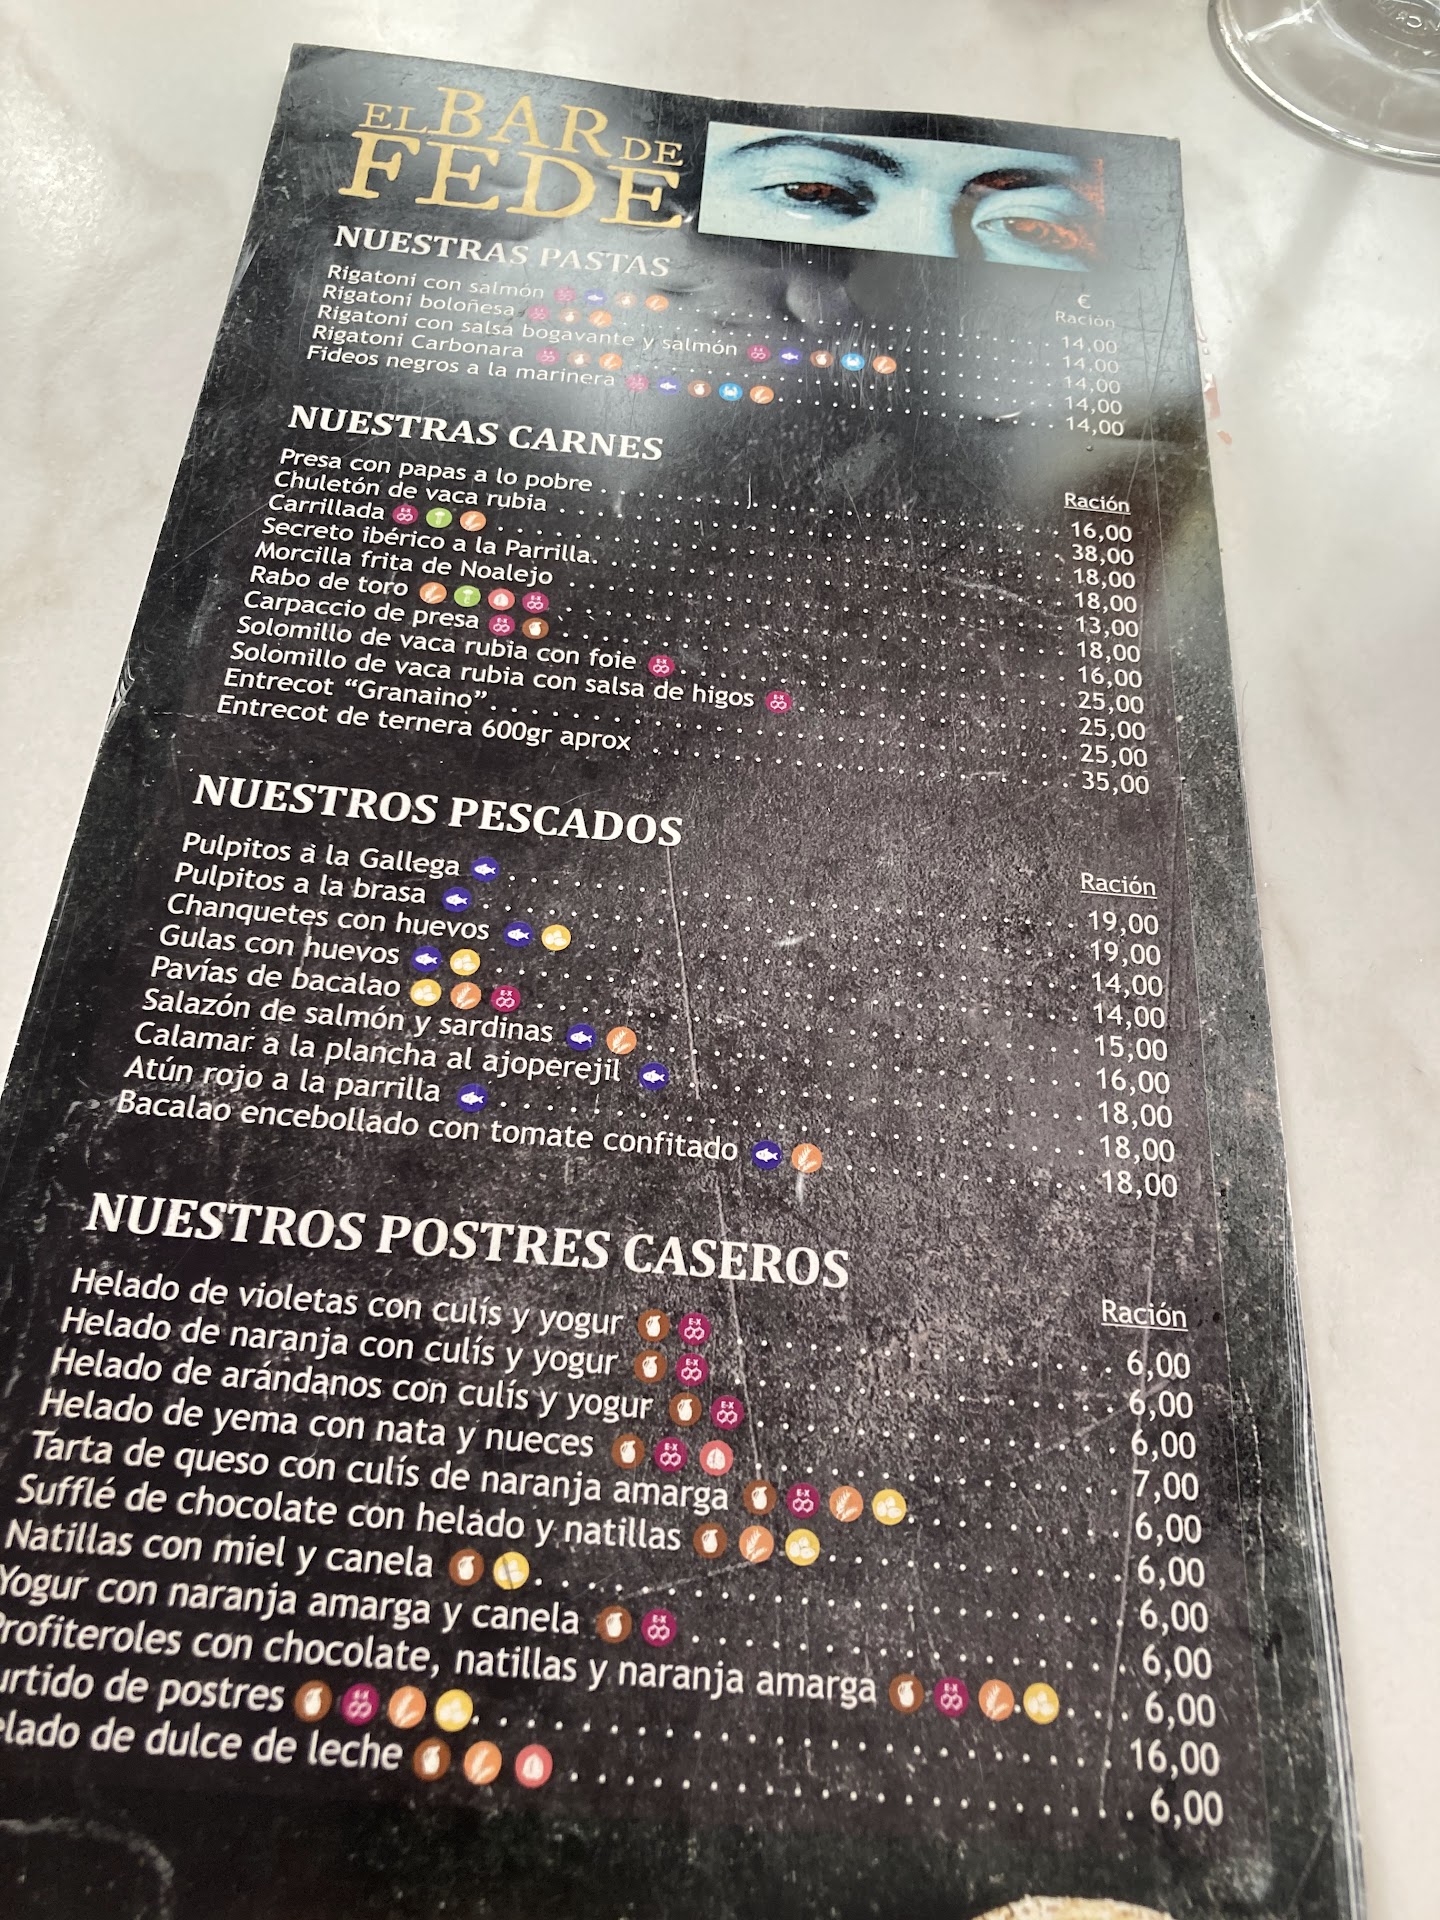 EL BAR DE
FEDE
NUESTRAS PASTAS
€
Ración
Rigatoni con salmón 14,00
Rigatoni boloñesa 14,00
Rigatoni con salsa bogavante y salmón 14,00
Rigatoni Carbonara 14,00
Fideos negros a la marinera 14,00
NUESTRAS CARNES
Ración
Presa con papas a lo pobre 16,00
Chuletón de vaca rubia 38,00
Carrillada 18,00
Secreto ibérico a la Parrilla 18,00
Morcilla frita de Noalejo 13,00
Rabo de toro 18,00
Carpaccio de presa 16,00
Solomillo de vaca rubia con foie 25,00
Solomillo de vaca rubia con salsa de higos 25,00
Entrecot “Granaino” 25,00
Entrecot de ternera 600gr aprox 35,00
NUESTROS PESCADOS
Ración
Pulpitos à la Gallega 19,00
Pulpitos a la brasa 19,00
Chanquetes con huevos 14,00
Gulas con huevos 14,00
Pavías de bacalao 15,00
Salazón de salmón y sardinas 16,00
Calamar a la plancha al ajoperejil 18,00
Atún rojo a la parrilla 18,00
Bacalao encebollado con tomate confitado 18,00
NUESTROS POSTRES CASEROS
Ración
Helado de violetas con culís y yogur 6,00
Helado de naranja con culís y yogur 6,00
Helado de arándanos con culís y yogur 6,00
Helado de yema con nata y nueces 7,00
Tarta de queso con culís de naranja amarga 6,00
Sufflé de chocolate con helado y natillas 6,00
Natillas con miel y canela 6,00
Yogur con naranja amarga y canela 6,00
rofiteroles con chocolate, natillas y naranja amarga 6,00
urtido de postres 16,00
elado de dulce de leche 6,00